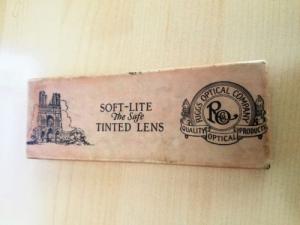 SOFT-LITE
The Safe
TINTED LENS
RIGGS OPTICAL COMPANY
QUALITY
OPTICAL
PRODUCTS